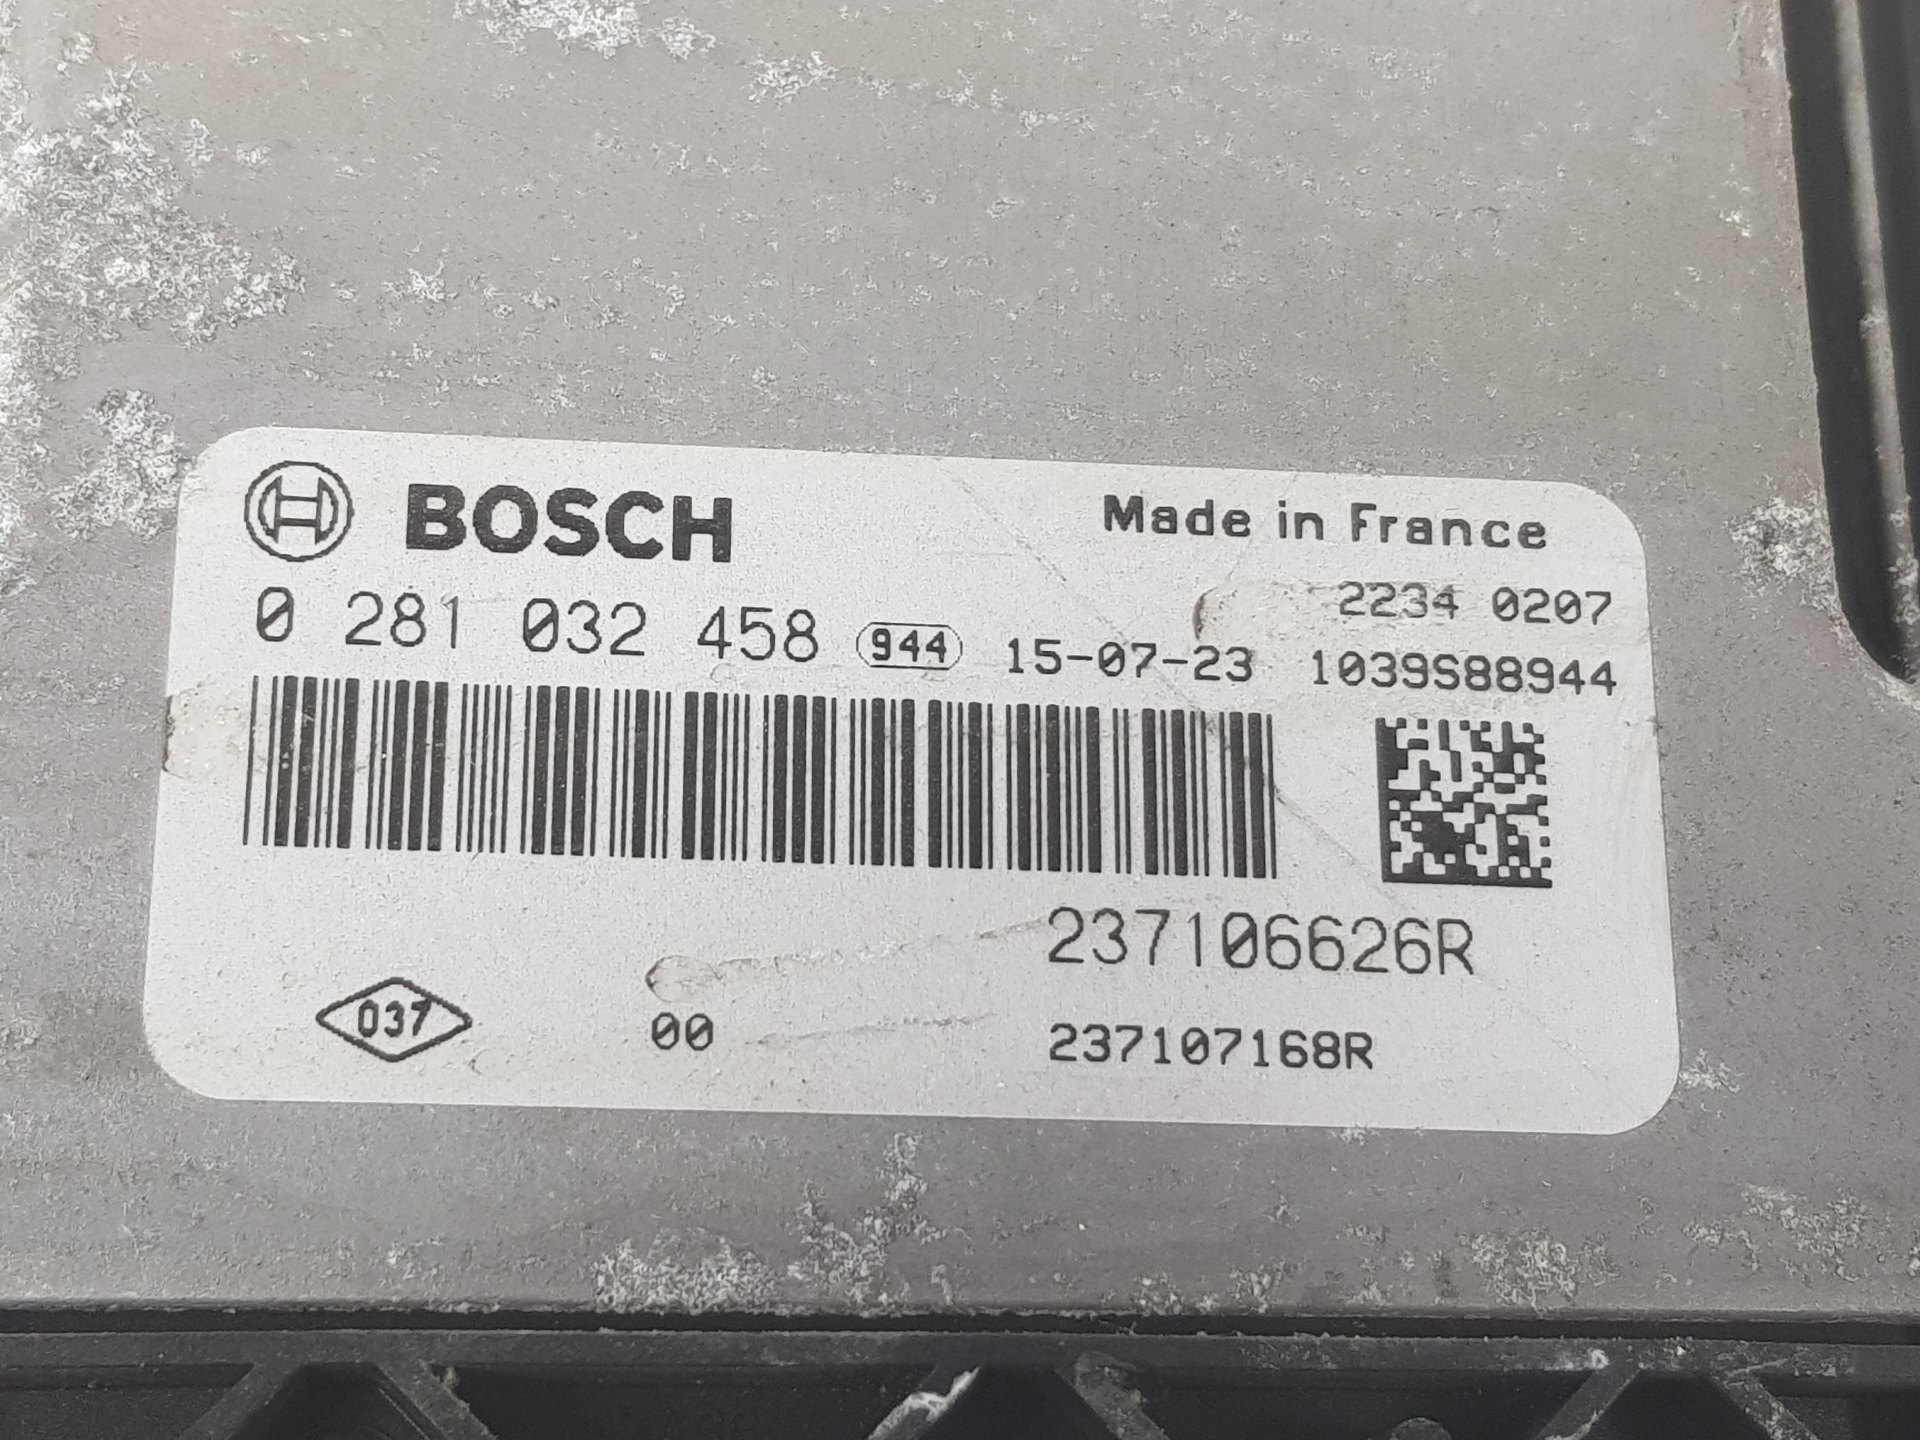 BOSCH
Made in France
0 281 032 458 944 15-07-23
2234 0207
1039S88944
237106626R
037 00 237107168R